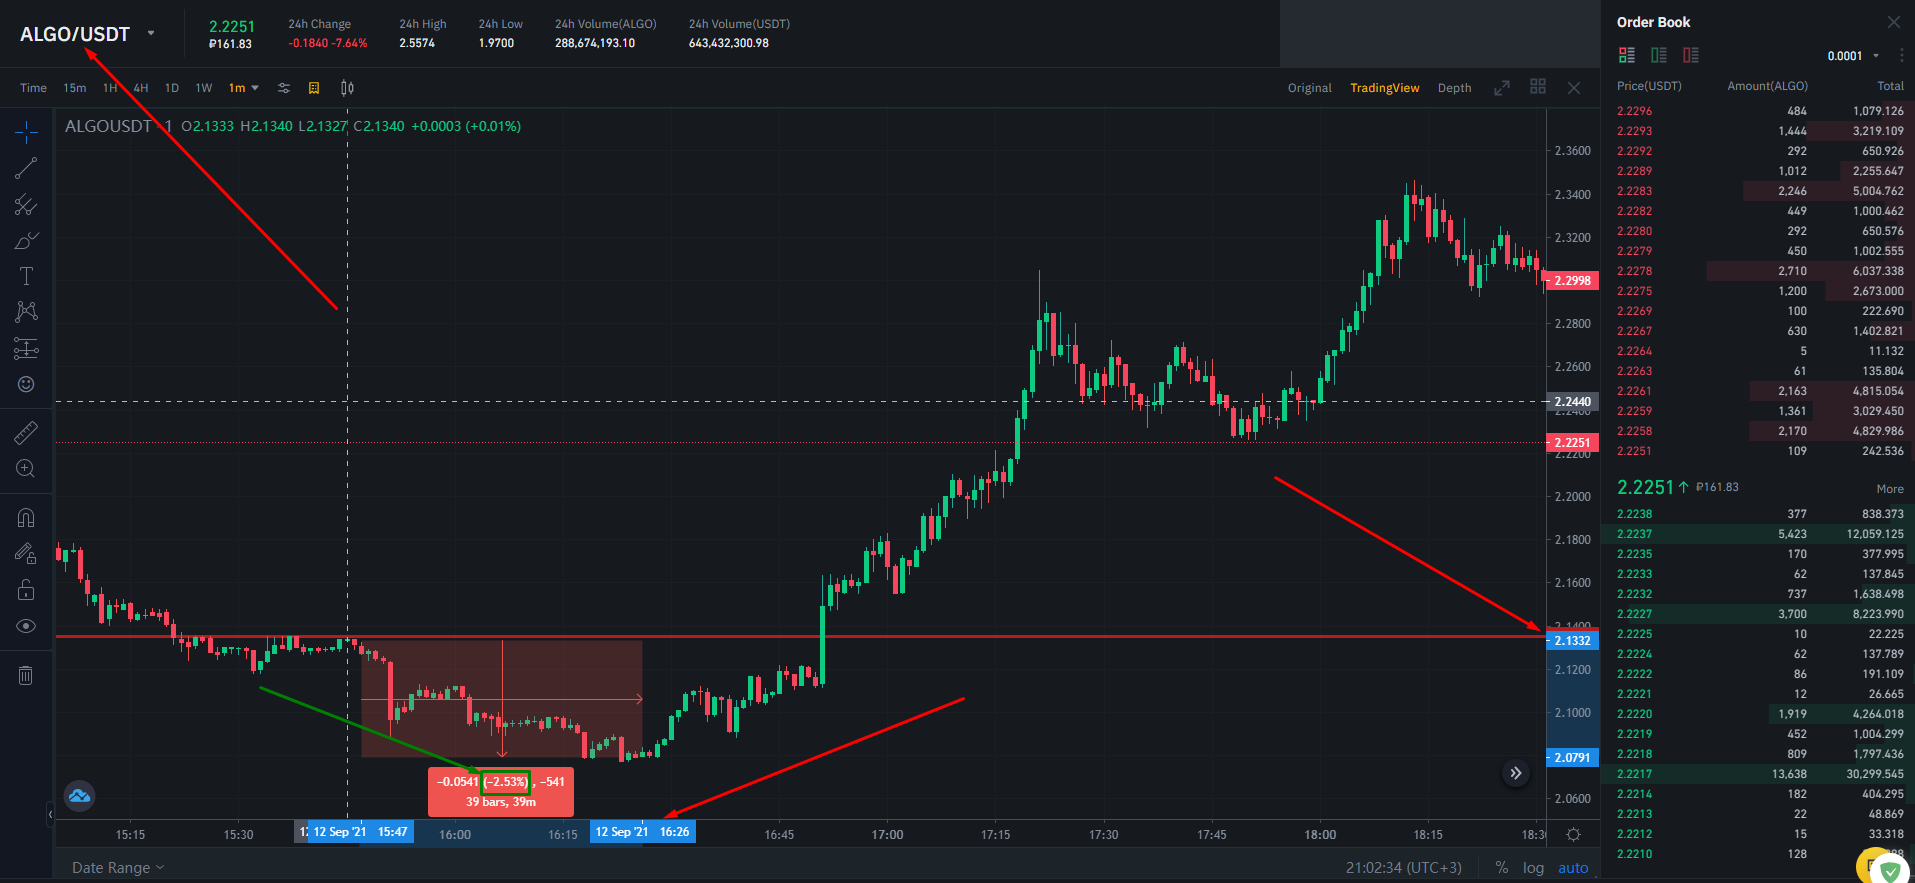 ALGO/USDT
2.2251
₽161.83
24h Change
-0.1840 -7.64%
24h High
2.5574
24h Low
1.9700
24h Volume(ALGO)
288,674,193.10
24h Volume(USDT)
643,432,300.98
Time 15m 1H 4H 1D 1W 1m
Original TradingView Depth
ALGOUSDT · 1 O2.1333 H2.1340 L2.1327 C2.1340 +0.0003 (+0.01%)
2.3600
2.3400
2.3200
2.2998
2.2800
2.2600
2.2440
2.2400
2.2251
2.2200
2.2000
2.1800
2.1600
2.1400
2.1332
2.1200
2.1000
2.0791
2.0600
−0.0541 (−2.53%) , −541
39 bars, 39m
15:15 15:30 12 Sep '21 15:47 16:00 16:15 12 Sep '21 16:26 16:45 17:00 17:15 17:30 17:45 18:00 18:15
Date Range
21:02:34 (UTC+3) % log auto
Order Book
0.0001
Price(USDT) Amount(ALGO) Total
2.2296 484 1,079.126
2.2293 1,444 3,219.109
2.2292 292 650.926
2.2289 1,012 2,255.647
2.2283 2,246 5,004.762
2.2282 449 1,000.462
2.2280 292 650.576
2.2279 450 1,002.555
2.2278 2,710 6,037.338
2.2275 1,200 2,673.000
2.2269 100 222.690
2.2267 630 1,402.821
2.2264 5 11.132
2.2263 61 135.804
2.2261 2,163 4,815.054
2.2259 1,361 3,029.450
2.2258 2,170 4,829.986
2.2251 109 242.536
2.2251↑ ₽161.83 More
2.2238 377 838.373
2.2237 5,423 12,059.125
2.2235 170 377.995
2.2233 62 137.845
2.2232 737 1,638.498
2.2227 3,700 8,223.990
2.2225 10 22.225
2.2224 62 137.789
2.2222 86 191.109
2.2221 12 26.665
2.2220 1,919 4,264.018
2.2219 452 1,004.299
2.2218 809 1,797.436
2.2217 13,638 30,299.545
2.2214 182 404.295
2.2213 22 48.869
2.2212 15 33.318
2.2210 128